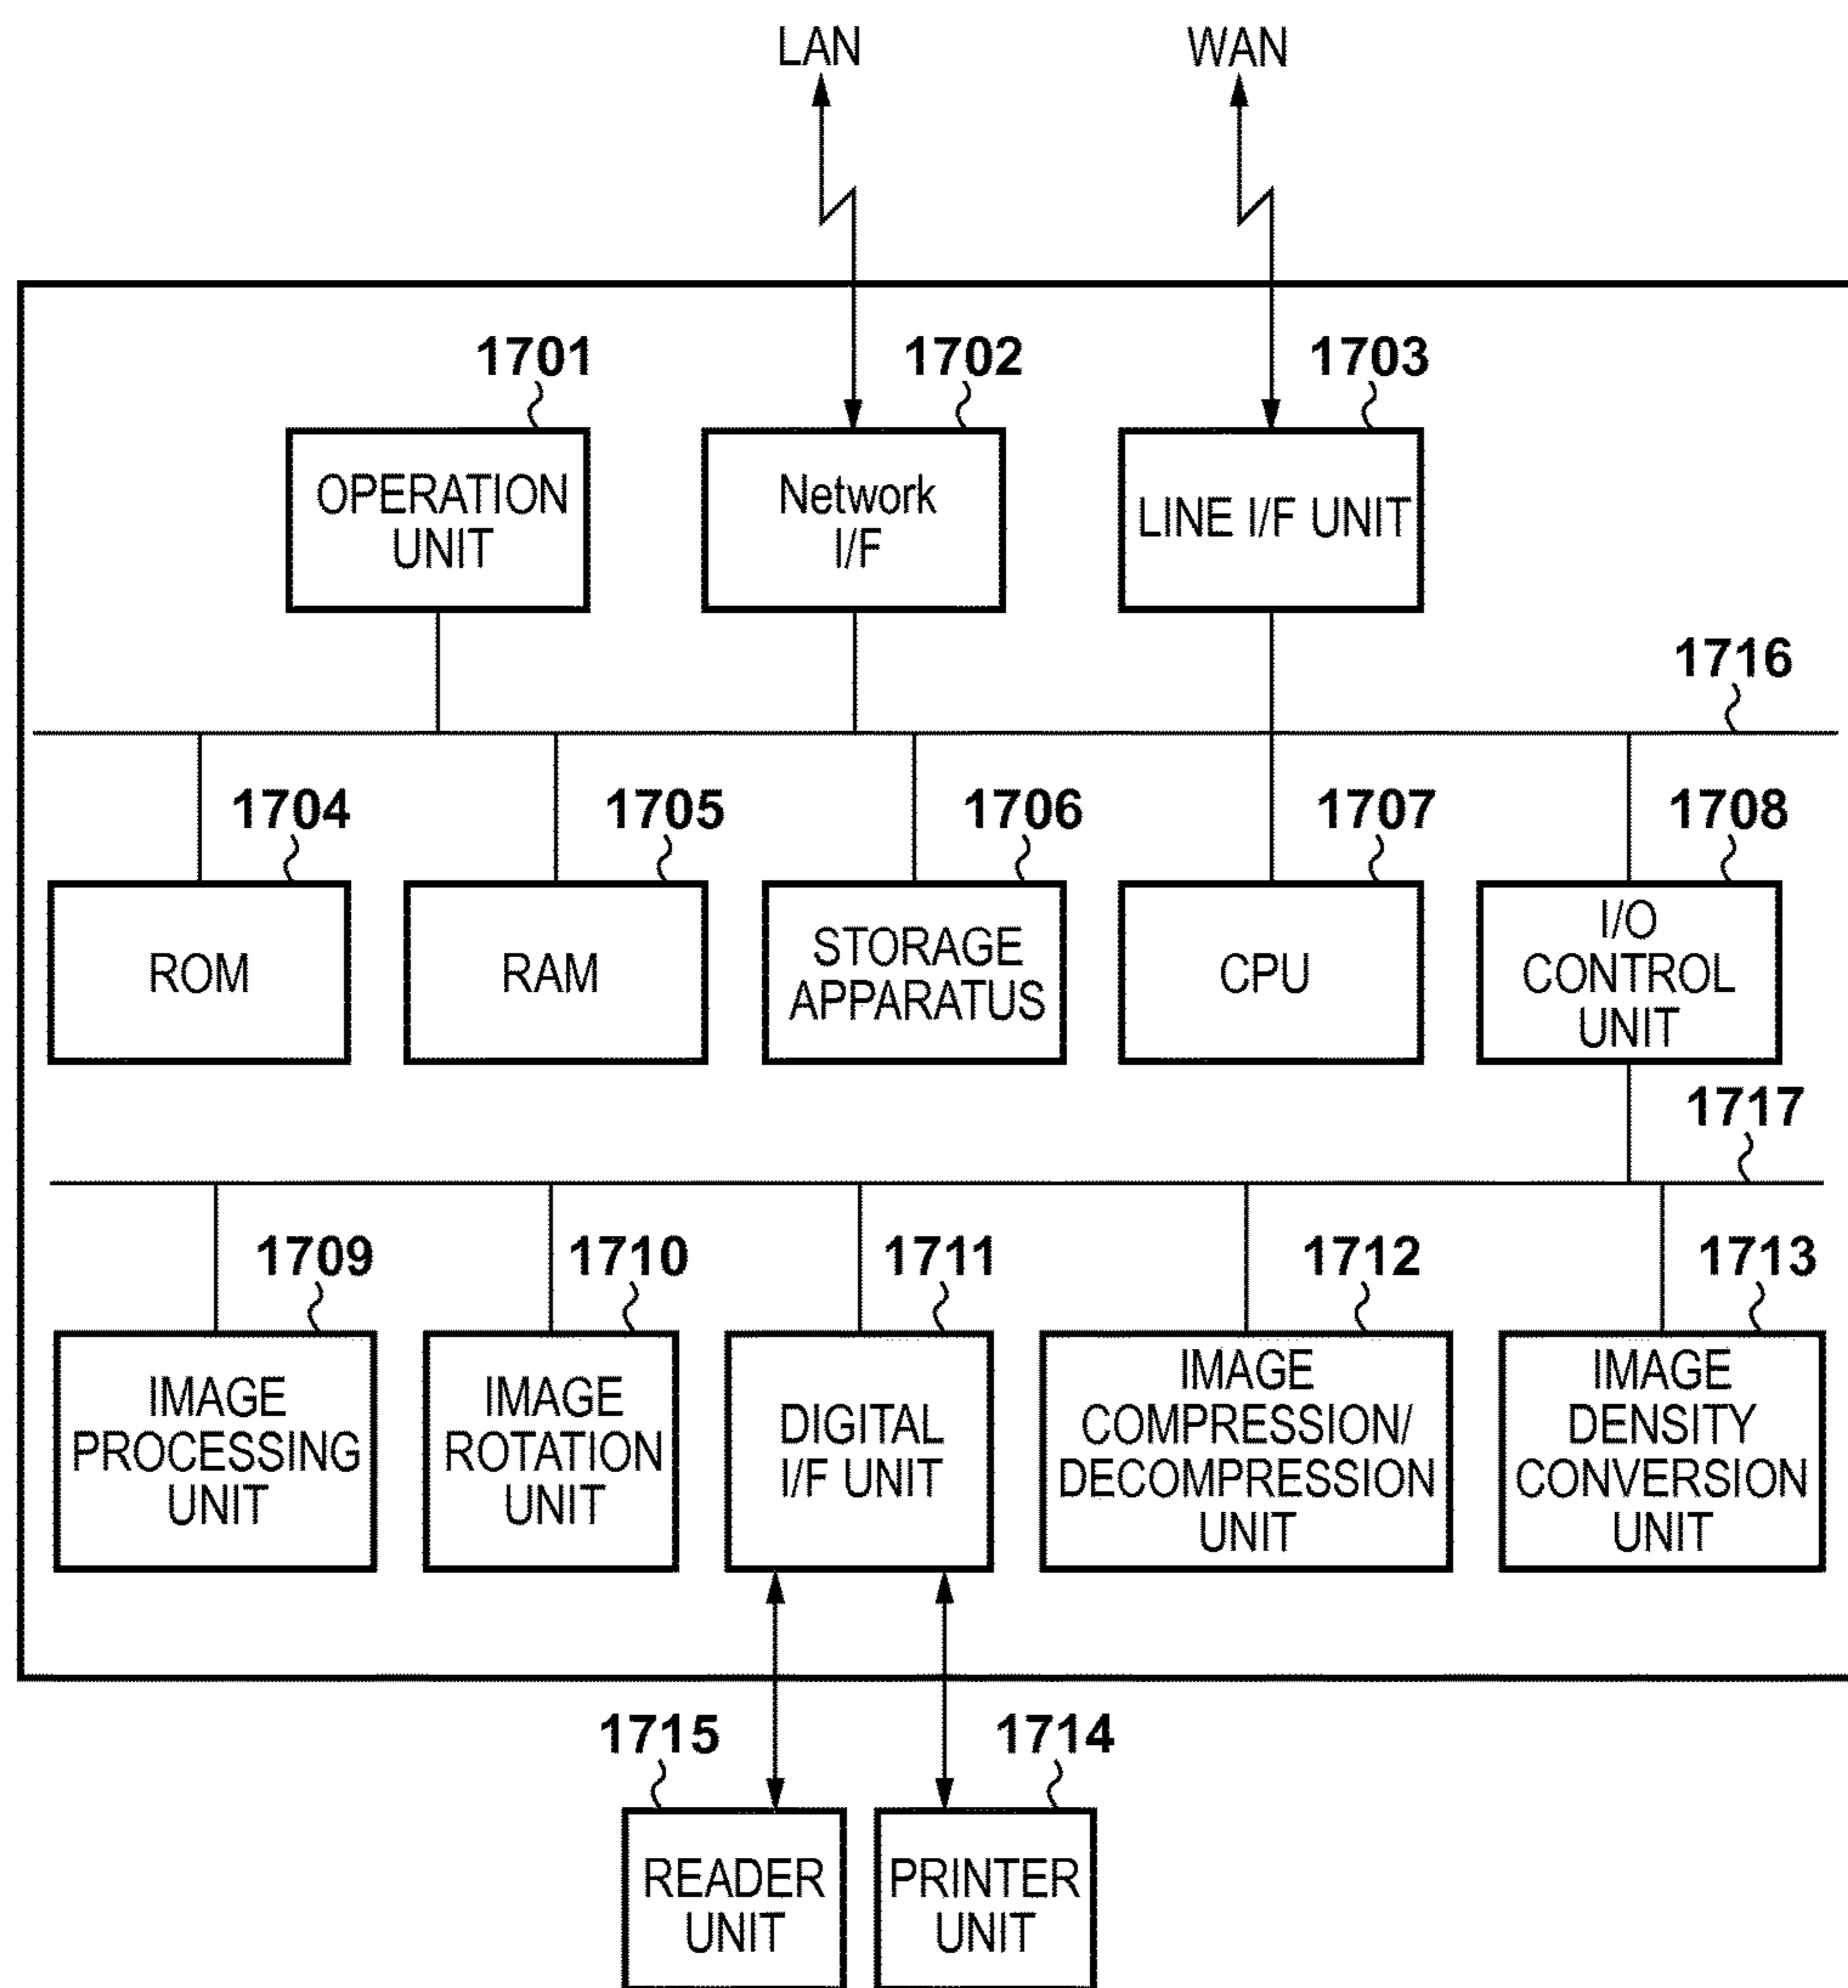 LAN
WAN
1701
1702
1703
OPERATION
UNIT
Network
I/F
LINE I/F UNIT
1716
1704
1705
1706
1707
1708
ROM
RAM
STORAGE
APPARATUS
CPU
I/O
CONTROL
UNIT
1717
1709
1710
1711
1712
1713
IMAGE
PROCESSING
UNIT
IMAGE
ROTATION
UNIT
DIGITAL
I/F UNIT
IMAGE
COMPRESSION/
DECOMPRESSION
UNIT
IMAGE
DENSITY
CONVERSION
UNIT
1715
1714
READER
UNIT
PRINTER
UNIT